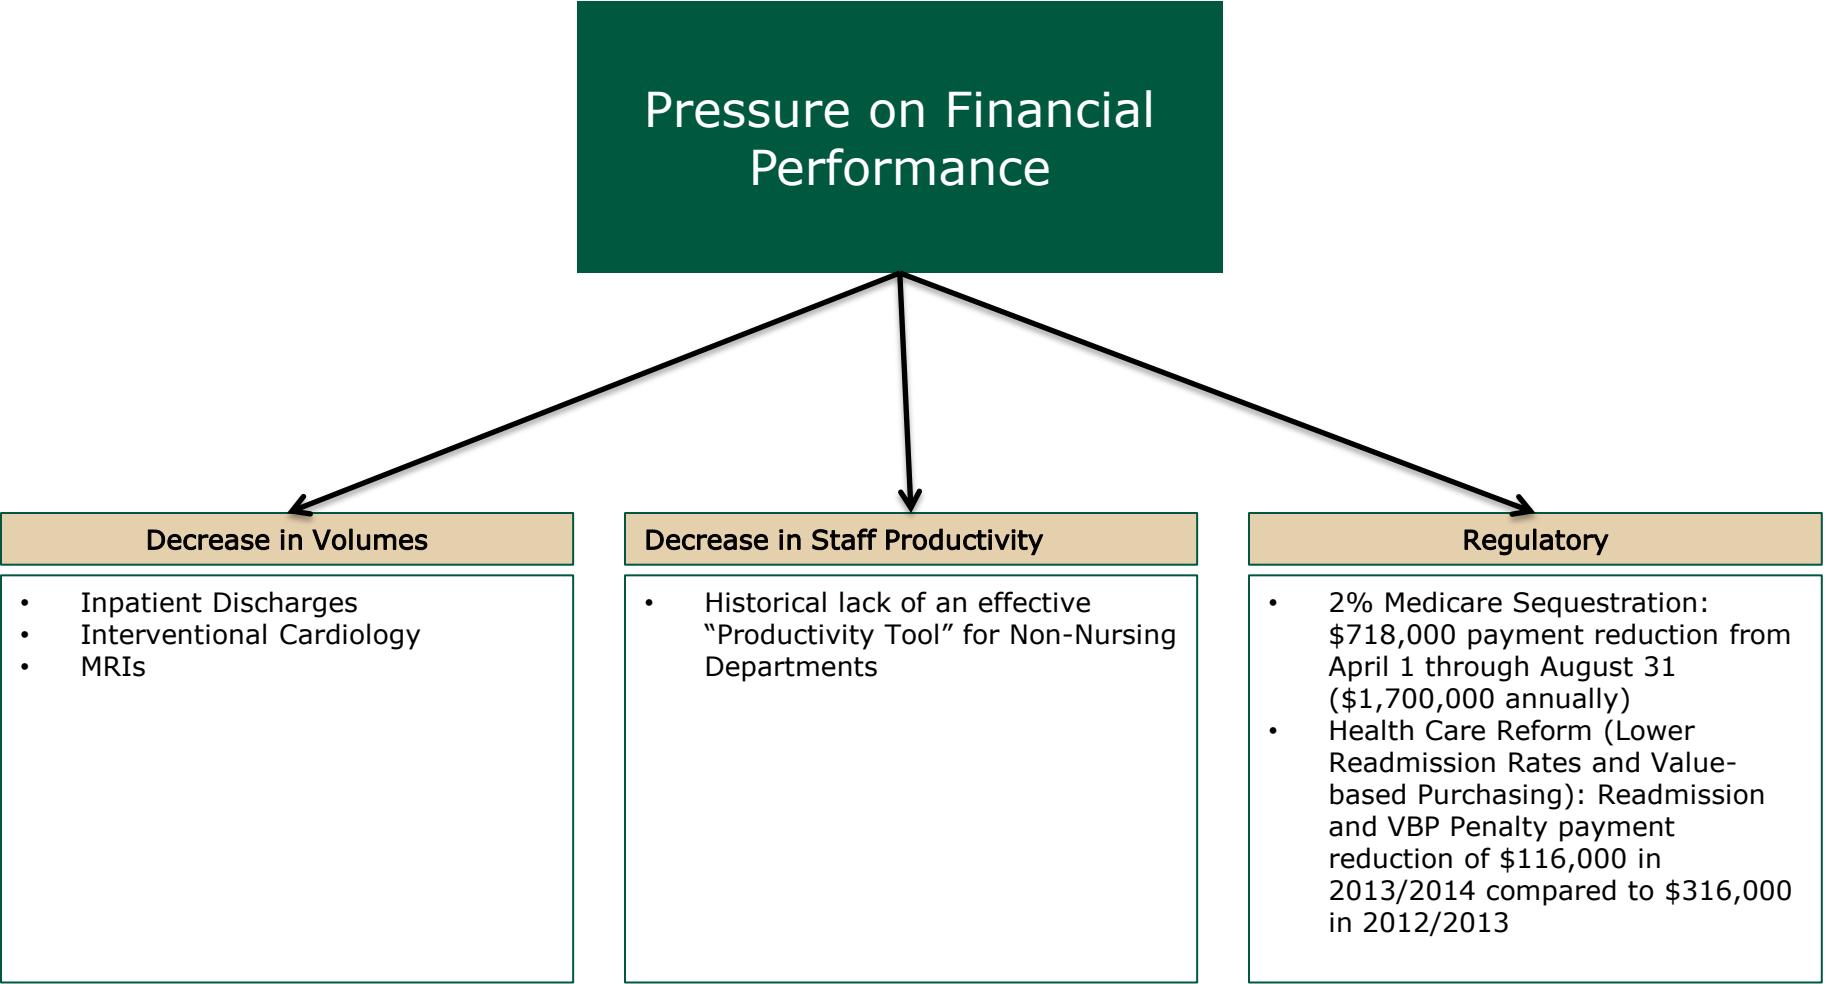 Pressure on Financial
Performance
Decrease in Volumes
• Inpatient Discharges
• Interventional Cardiology
• MRIs
Decrease in Staff Productivity
• Historical lack of an effective
“Productivity Tool” for Non-Nursing
Departments
Regulatory
• 2% Medicare Sequestration:
$718,000 payment reduction from
April 1 through August 31
($1,700,000 annually)
• Health Care Reform (Lower
Readmission Rates and Value-
based Purchasing): Readmission
and VBP Penalty payment
reduction of $116,000 in
2013/2014 compared to $316,000
in 2012/2013